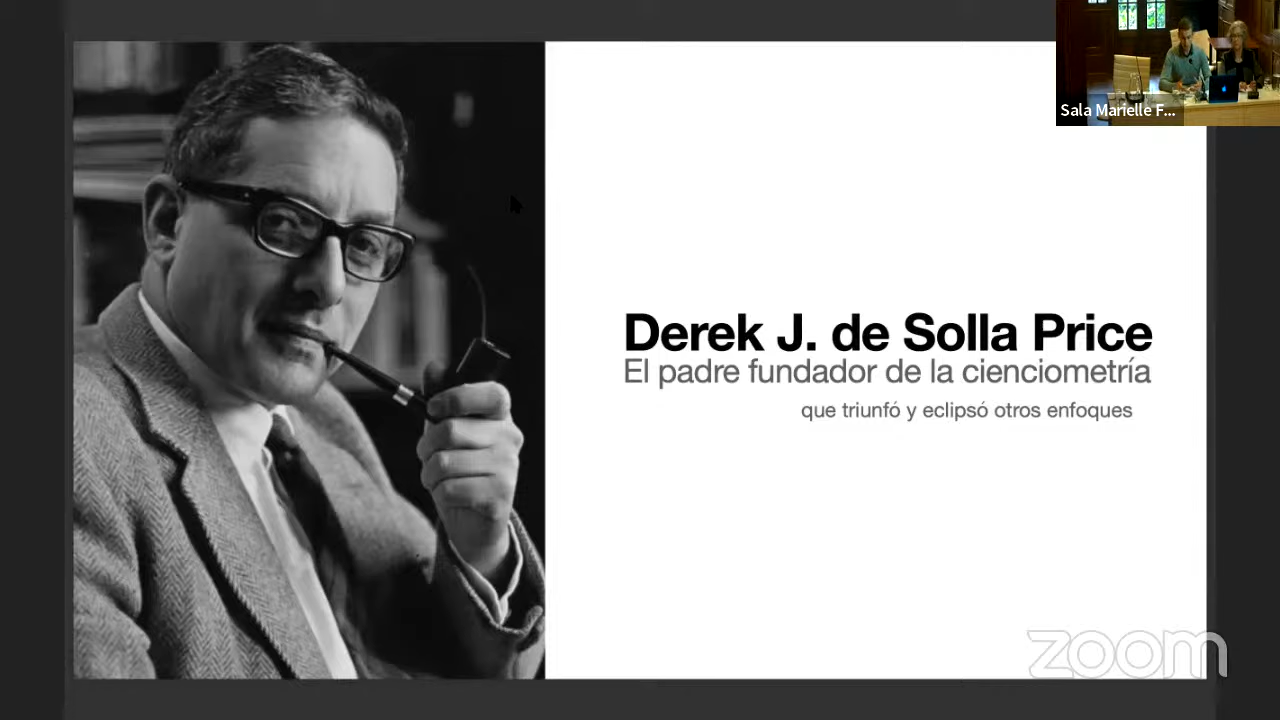 Sala Marielle F...
Derek J. de Solla Price
El padre fundador de la cienciometría
que triunfó y eclipsó otros enfoques
zoom